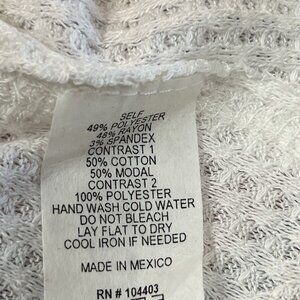 SELF
49% POLYESTER
48% RAYON
3% SPANDEX
CONTRAST 1
50% COTTON
50% MODAL
CONTRAST 2
100% POLYESTER
HAND WASH COLD WATER
DO NOT BLEACH
LAY FLAT TO DRY
COOL IRON IF NEEDED
MADE IN MEXICO
RN # 104403